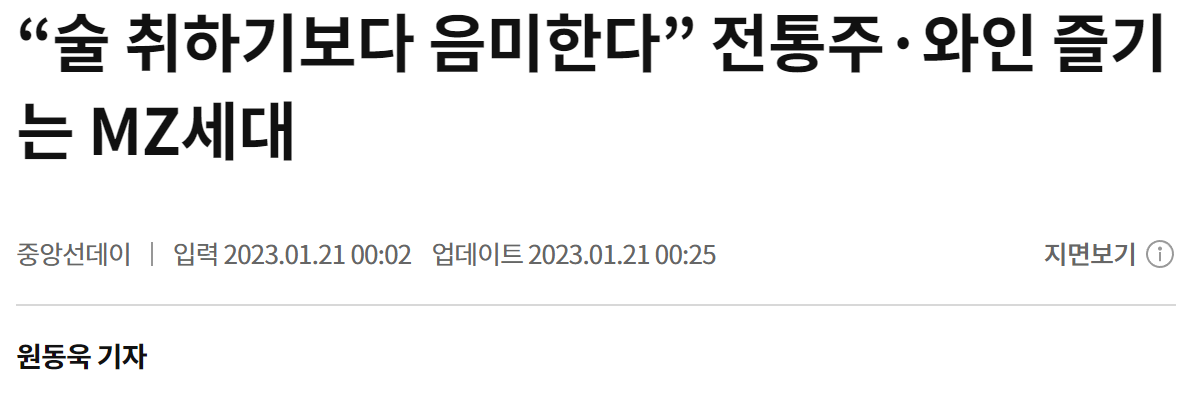 “술 취하기보다 음미한다” 전통주·와인 즐기
는 MZ세대
중앙선데이 | 입력 2023.01.21 00:02 업데이트 2023.01.21 00:25 지면보기
원동욱 기자